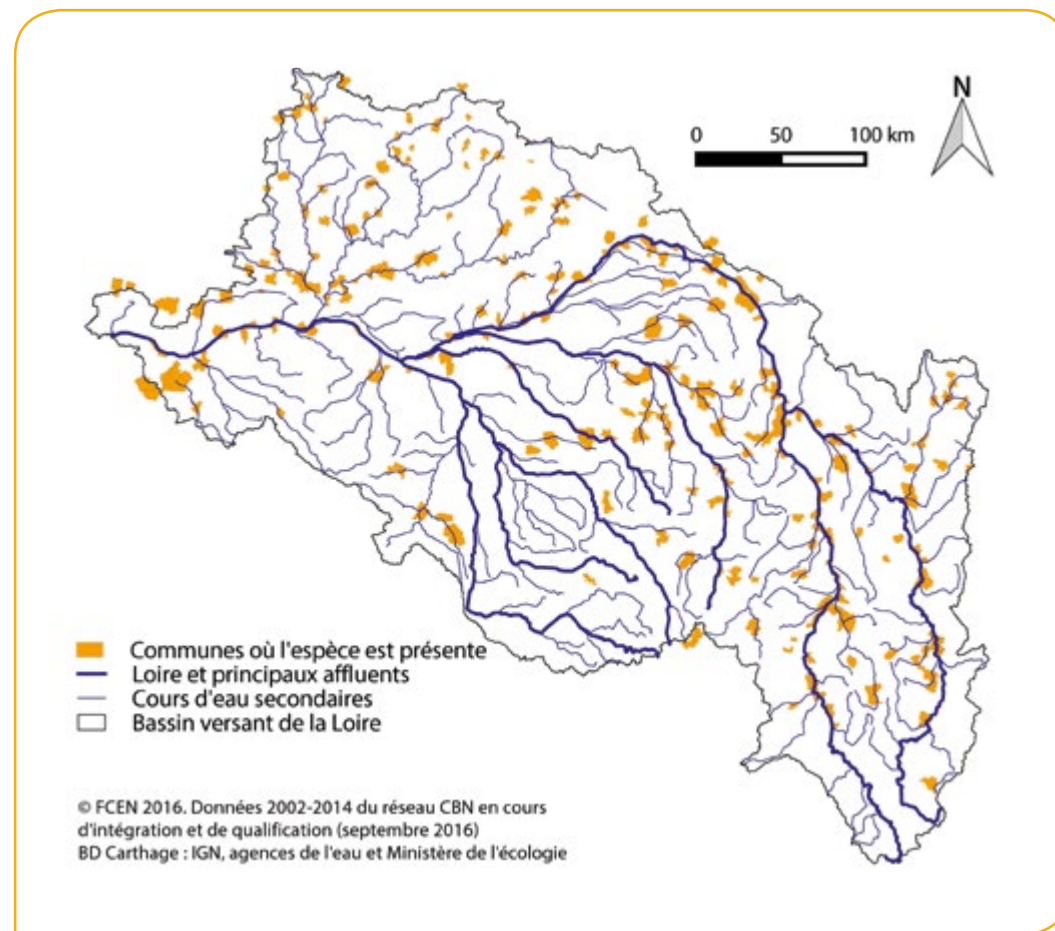 N
0 50 100 km
Communes où l'espèce est présente
Loire et principaux affluents
Cours d'eau secondaires
Bassin versant de la Loire
© FCEN 2016. Données 2002-2014 du réseau CBN en cours
d'intégration et de qualification (septembre 2016)
BD Carthage : IGN, agences de l'eau et Ministère de l'écologie